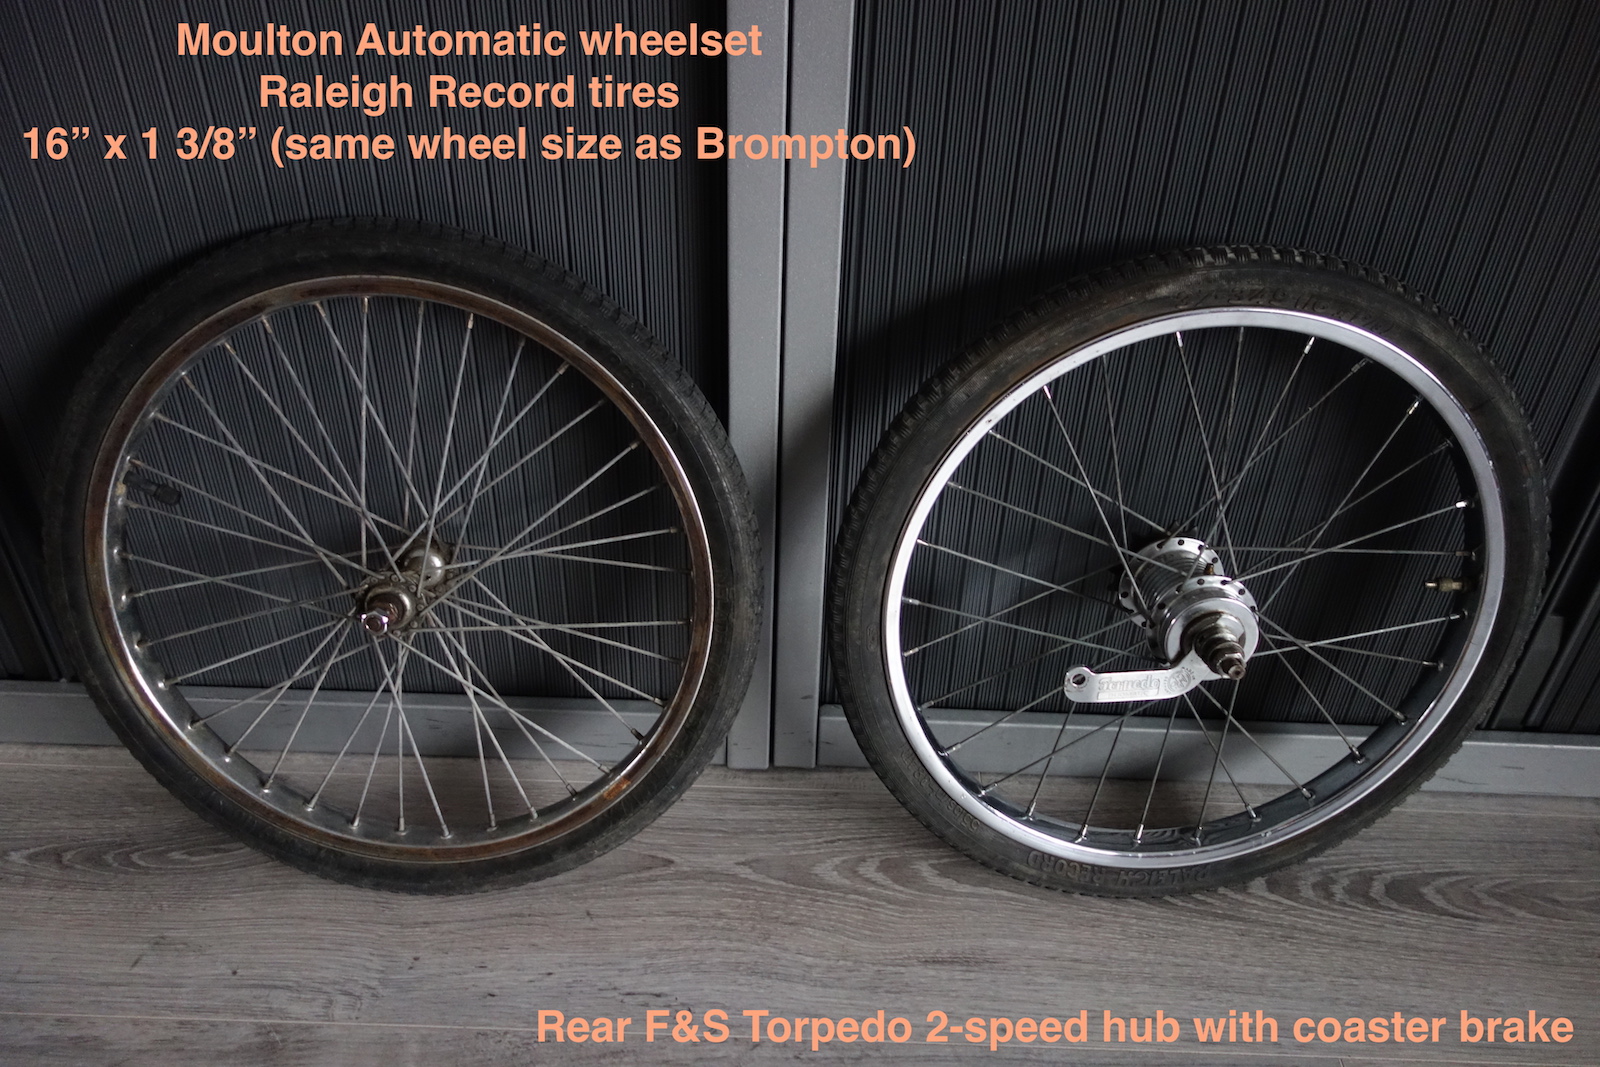 Moulton Automatic wheelset
Raleigh Record tires
16” x 1 3/8” (same wheel size as Brompton)
Torpedo
RALEIGH RECORD
Rear F&S Torpedo 2-speed hub with coaster brake